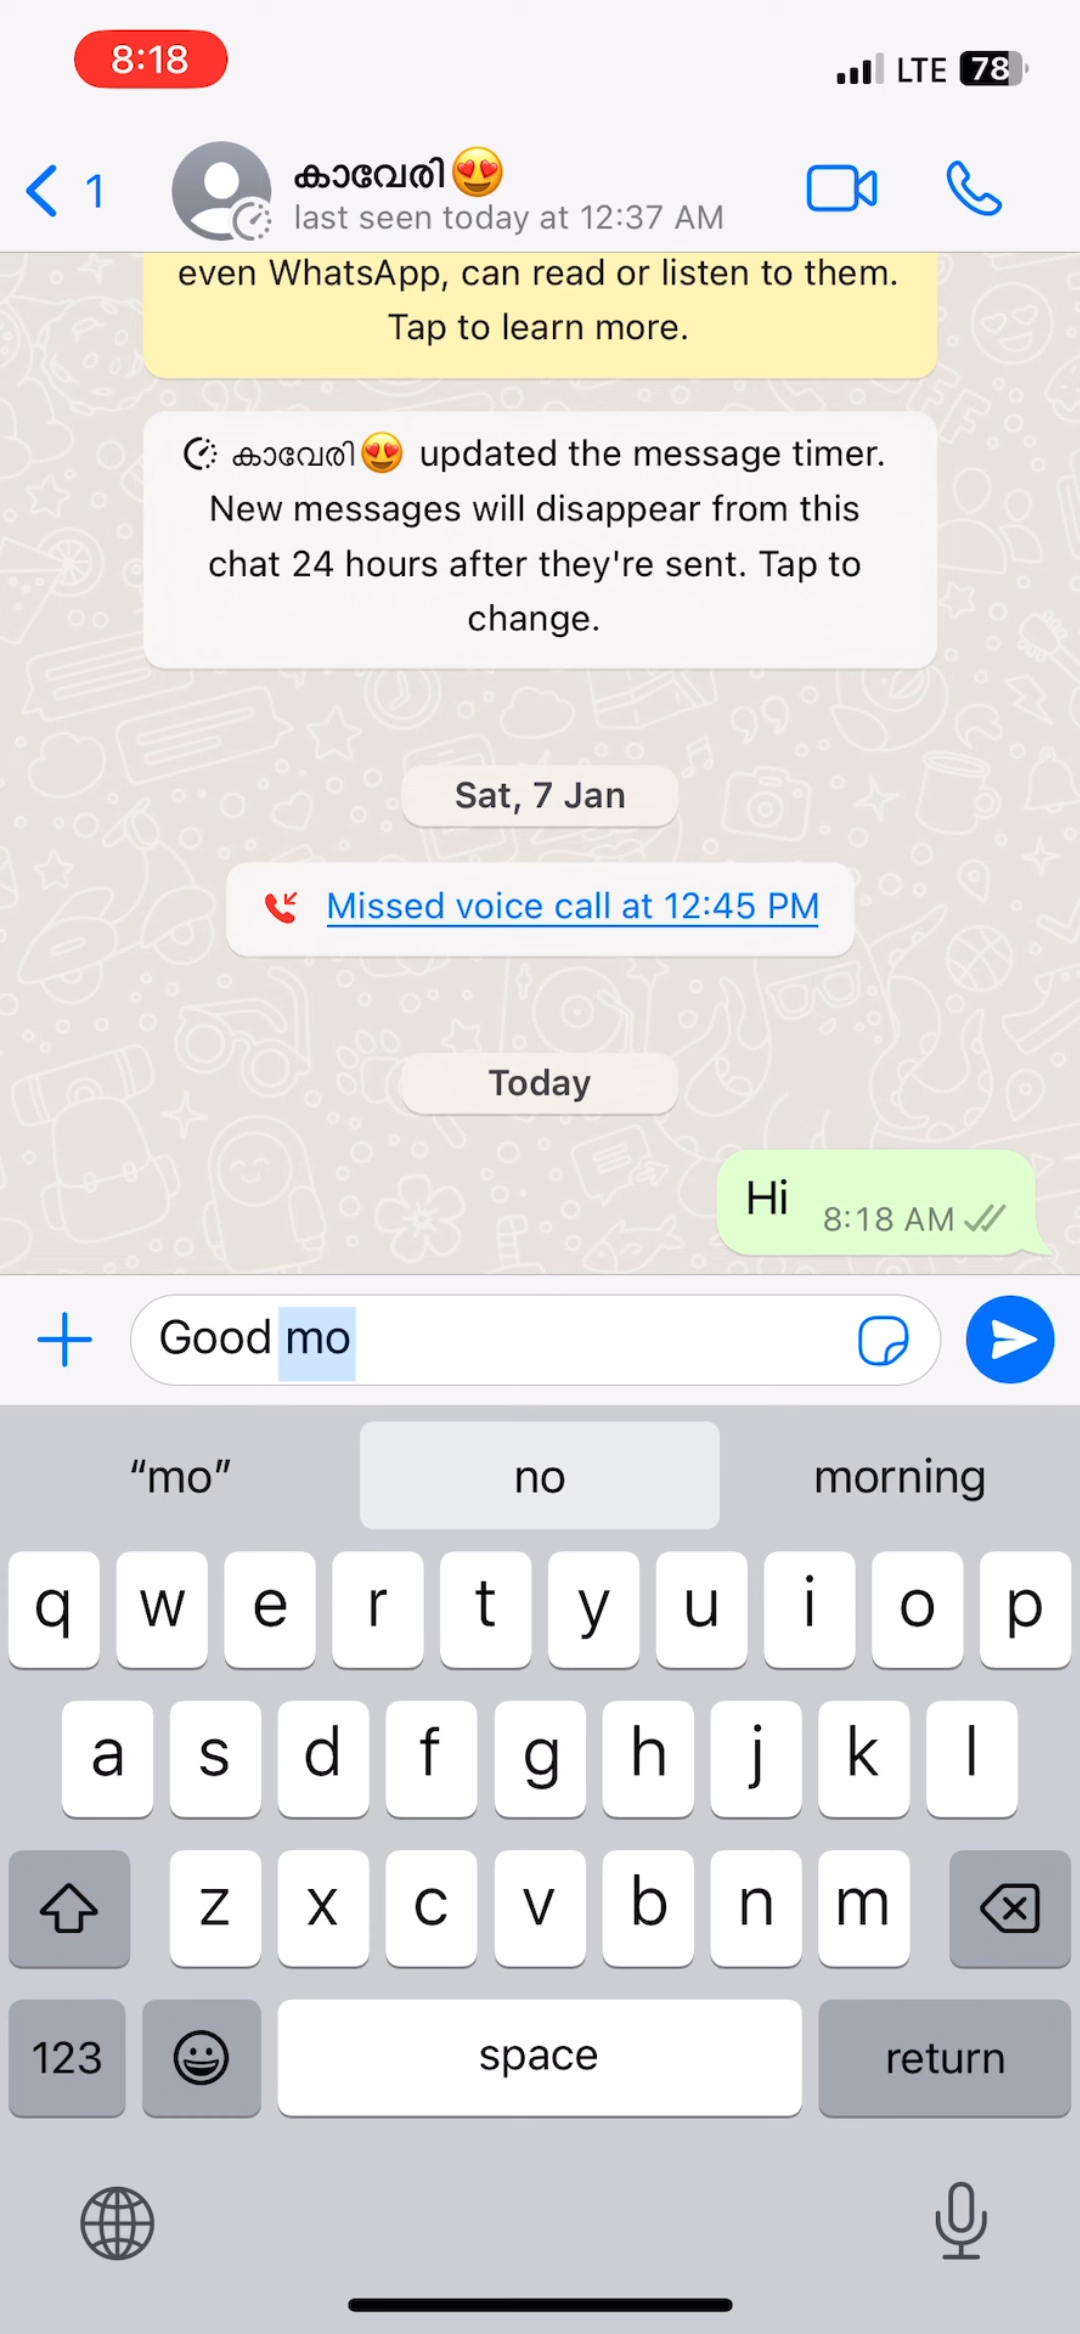 8:18
LTE 78
1
കാവേരി😍
last seen today at 12:37 AM
even WhatsApp, can read or listen to them.
Tap to learn more.
കാവേരി😍 updated the message timer.
New messages will disappear from this
chat 24 hours after they're sent. Tap to
change.
Sat, 7 Jan
Missed voice call at 12:45 PM
Today
Hi 8:18 AM
Good mo
“mo” no morning
q w e r t y u i o p
a s d f g h j k l
z x c v b n m
123 space return